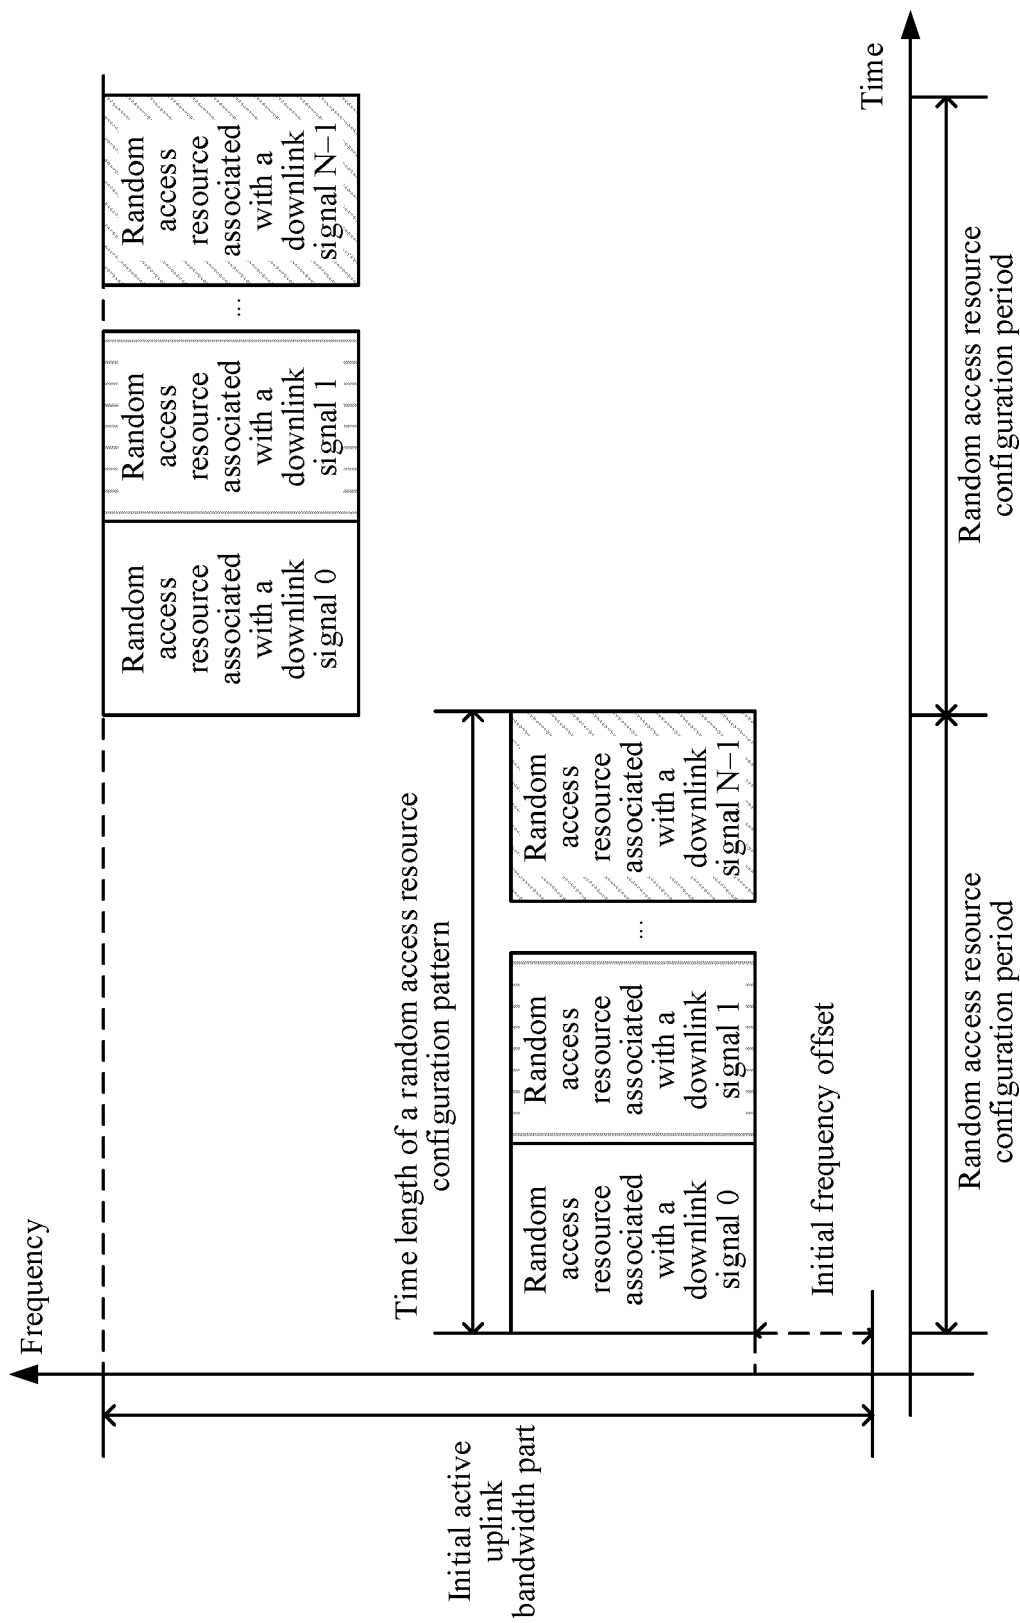 Frequency
Initial active
uplink
bandwidth part
Random
access
resource
associated
with a
downlink
signal 0
Random
access
resource
associated
with a
downlink
signal 1
...
Random
access
resource
associated
with a
downlink
signal N−1
Time length of a random access resource
configuration pattern
Random
access
resource
associated
with a
downlink
signal 0
Random
access
resource
associated
with a
downlink
signal 1
...
Random
access
resource
associated
with a
downlink
signal N−1
Initial frequency offset
Time
Random access resource
configuration period
Random access resource
configuration period